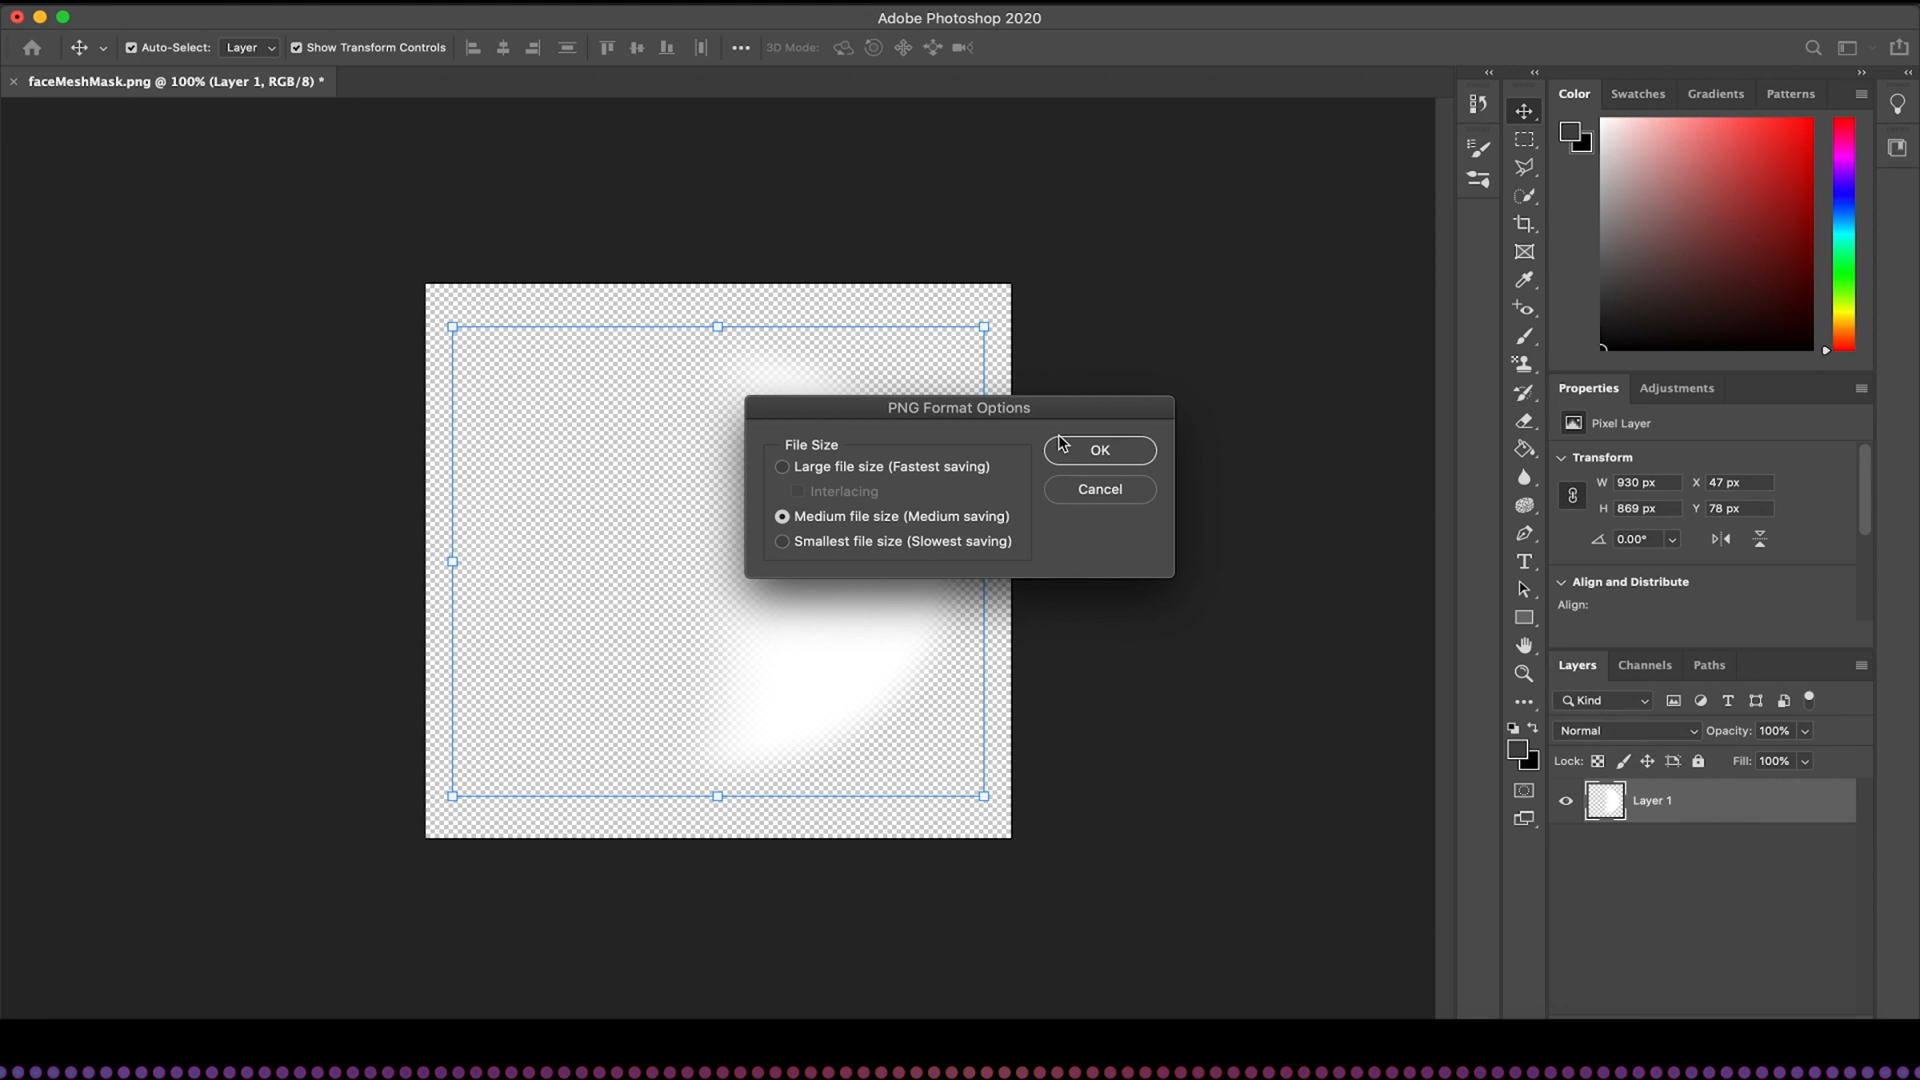 Adobe Photoshop 2020
Auto-Select: Layer Show Transform Controls 3D Mode:
faceMeshMask.png @ 100% (Layer 1, RGB/8) *
Color Swatches Gradients Patterns
Properties Adjustments
Pixel Layer
Transform
W 930 px X 47 px
H 869 px Y 78 px
0.00°
Align and Distribute
Align:
Layers Channels Paths
Kind
Normal Opacity: 100%
Lock: Fill: 100%
Layer 1
PNG Format Options
File Size
Large file size (Fastest saving)
Interlacing
Medium file size (Medium saving)
Smallest file size (Slowest saving)
OK
Cancel